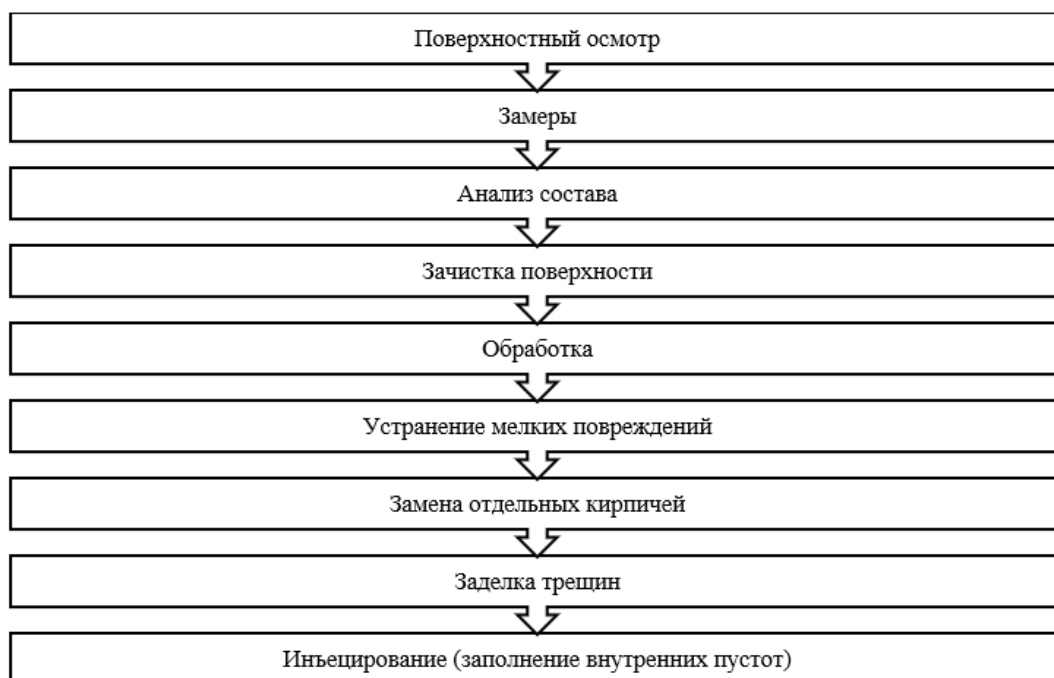 Поверхностный осмотр
Замеры
Анализ состава
Зачистка поверхности
Обработка
Устранение мелких повреждений
Замена отдельных кирпичей
Заделка трещин
Инъецирование (заполнение внутренних пустот)